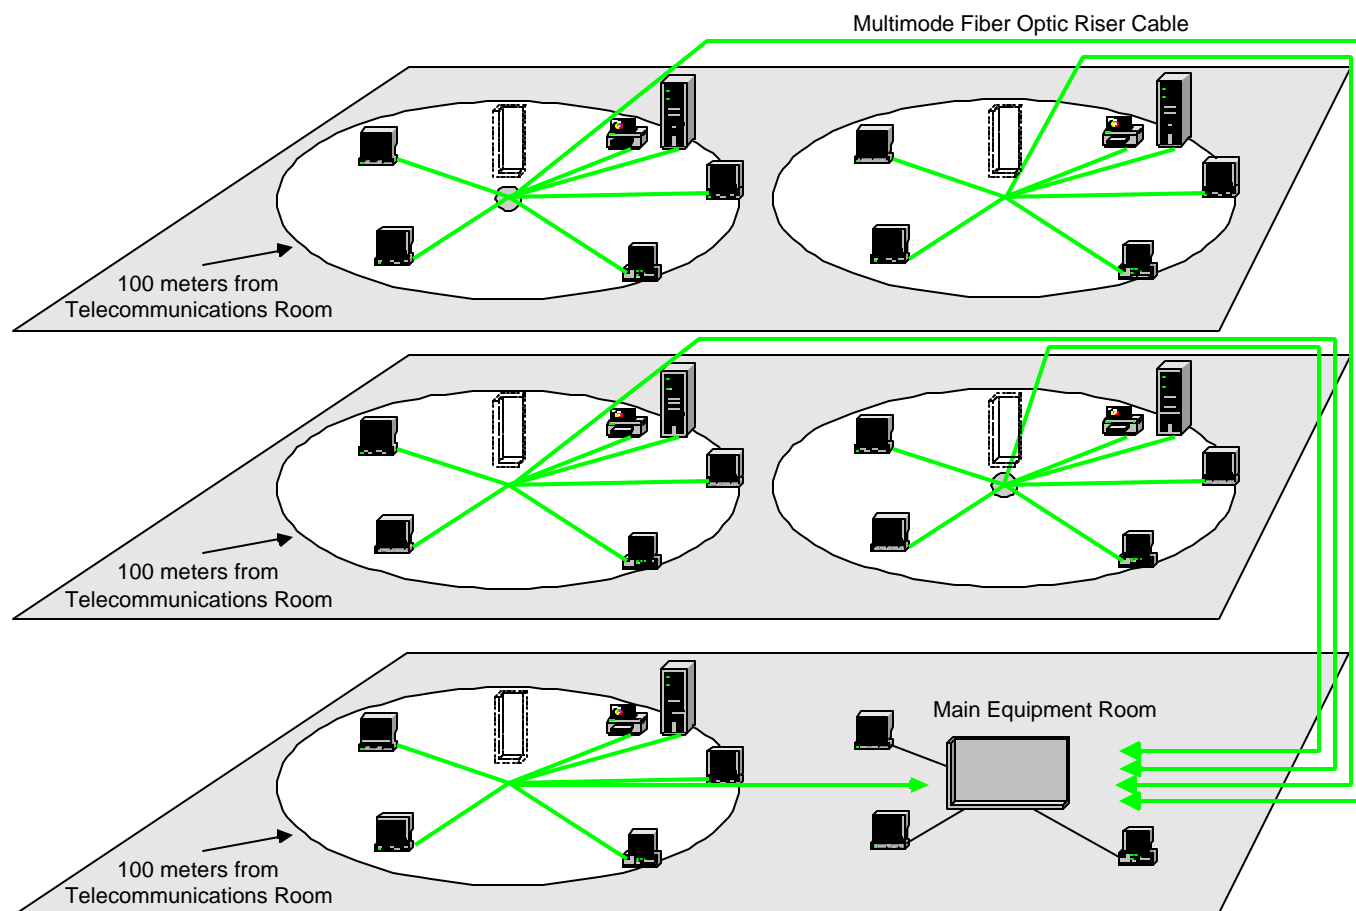 Multimode Fiber Optic Riser Cable
100 meters from
Telecommunications Room
100 meters from
Telecommunications Room
Main Equipment Room
100 meters from
Telecommunications Room